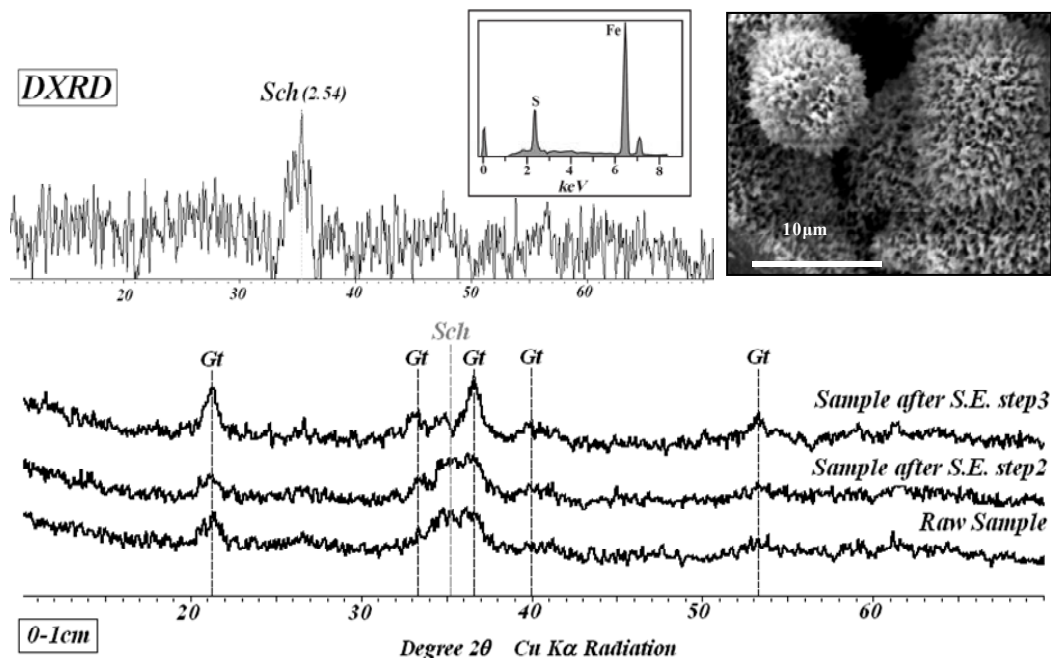 DXRD
Sch (2.54)
Fe
S
0 2 4 6 8
keV
10μm
20 30 40 50 60
Sch
Gt Gt Gt Gt Gt
Sample after S.E. step3
Sample after S.E. step2
Raw Sample
20 30 40 50 60
0-1cm
Degree 2θ Cu Kα Radiation